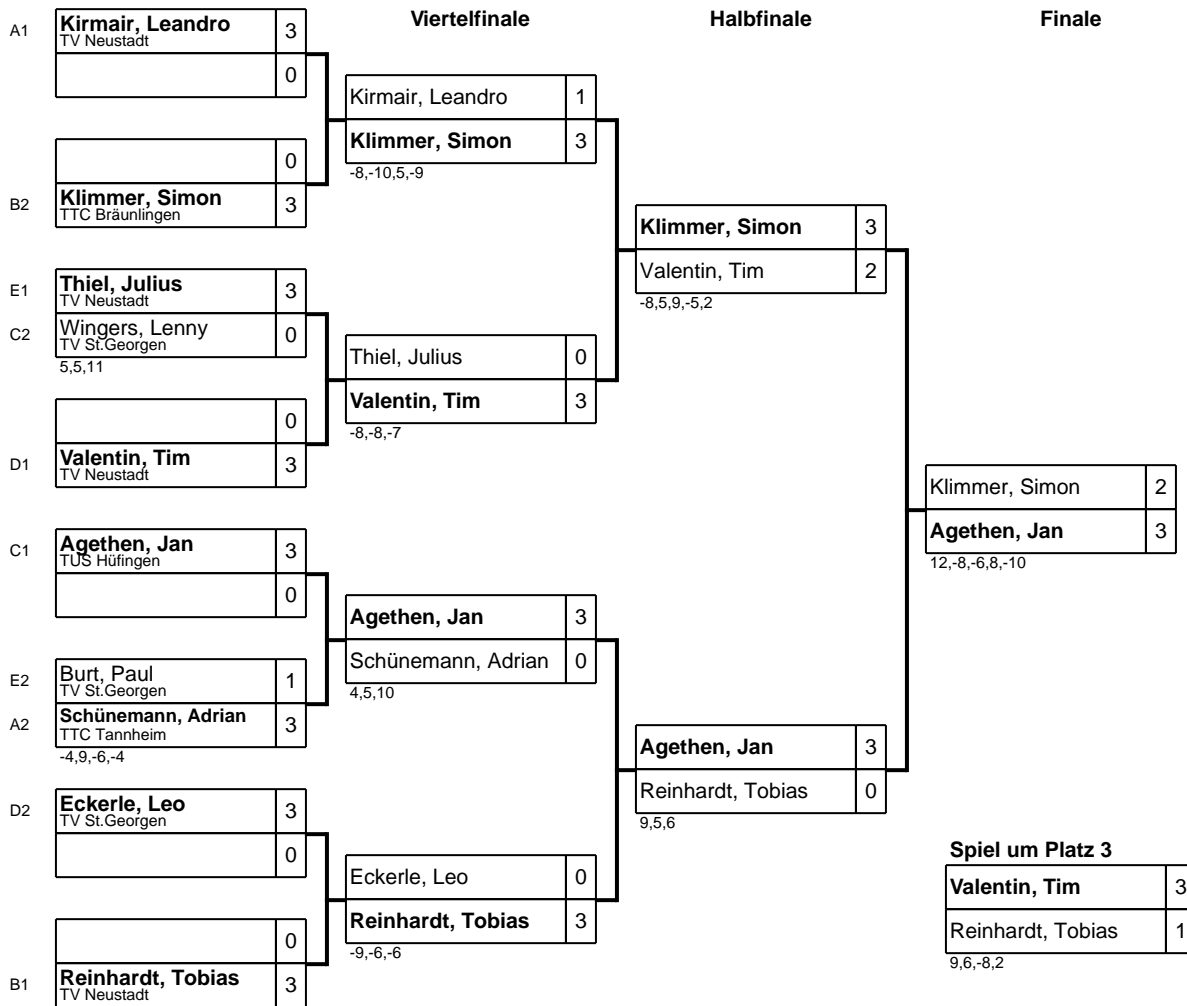 Viertelfinale
Halbfinale
Finale
A1
Kirmair, Leandro 3
TV Neustadt
0
0
B2
Klimmer, Simon 3
TTC Bräunlingen
E1
Thiel, Julius 3
TV Neustadt
C2
Wingers, Lenny 0
TV St.Georgen
5,5,11
0
D1
Valentin, Tim 3
TV Neustadt
C1
Agethen, Jan 3
TUS Hüfingen
0
E2
Burt, Paul 1
TV St.Georgen
A2
Schünemann, Adrian 3
TTC Tannheim
-4,9,-6,-4
D2
Eckerle, Leo 3
TV St.Georgen
0
0
B1
Reinhardt, Tobias 3
TV Neustadt
Kirmair, Leandro 1
Klimmer, Simon 3
-8,-10,5,-9
Thiel, Julius 0
Valentin, Tim 3
-8,-8,-7
Agethen, Jan 3
Schünemann, Adrian 0
4,5,10
Eckerle, Leo 0
Reinhardt, Tobias 3
-9,-6,-6
Klimmer, Simon 3
Valentin, Tim 2
-8,5,9,-5,2
Agethen, Jan 3
Reinhardt, Tobias 0
9,5,6
Klimmer, Simon 2
Agethen, Jan 3
12,-8,-6,8,-10
Spiel um Platz 3
Valentin, Tim 3
Reinhardt, Tobias 1
9,6,-8,2